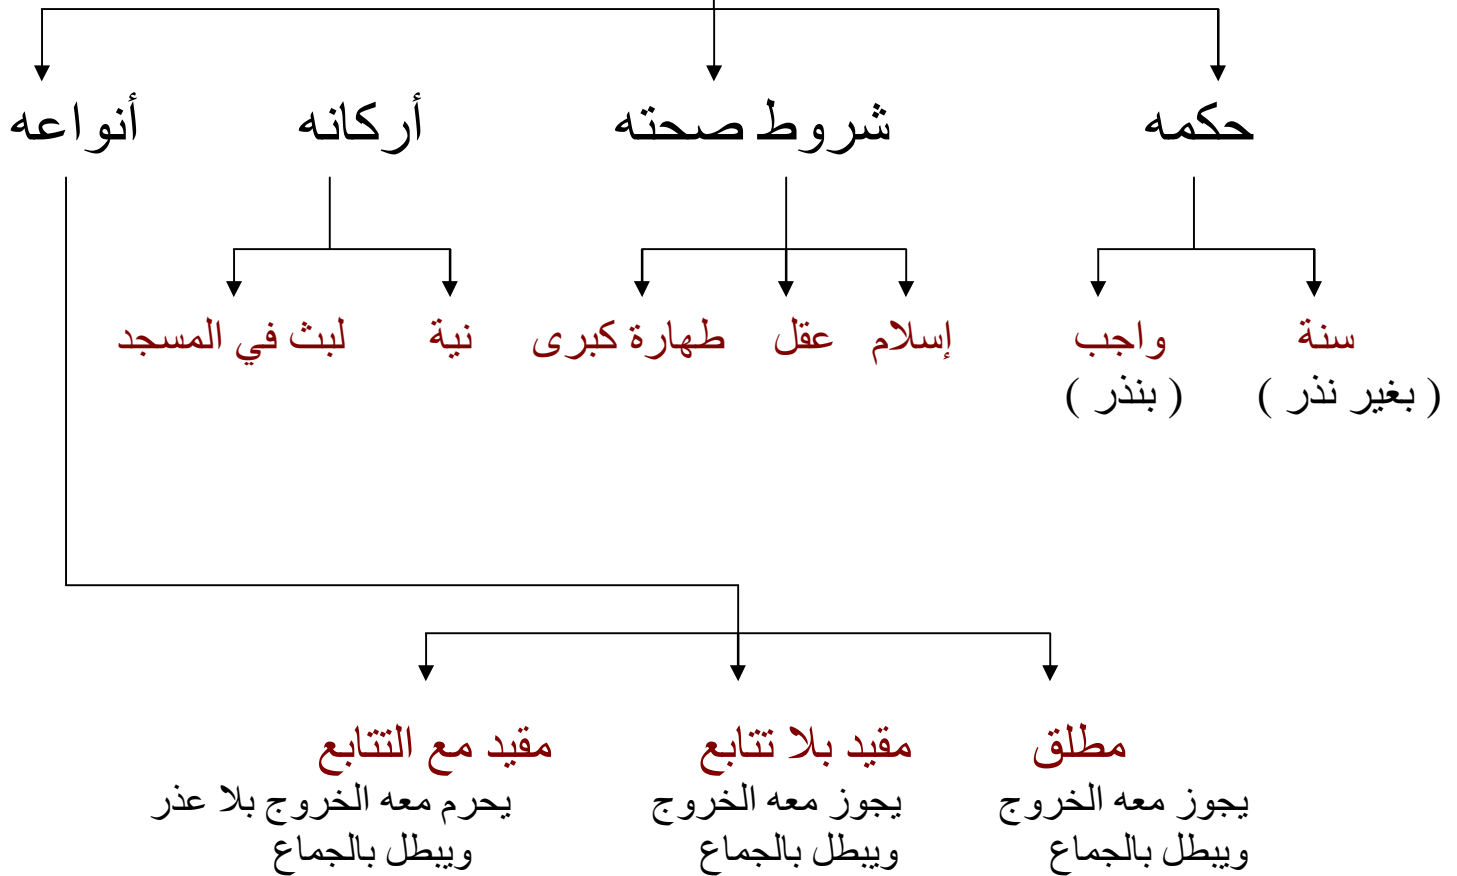 حكمه شروط صحته أركانه أنواعه
سنة واجب إسلام عقل طهارة كبرى نية لبث في المسجد
( بغير نذر ) ( بنذر )
مطلق مقيد بلا تتابع مقيد مع التتابع
يجوز معه الخروج يجوز معه الخروج يحرم معه الخروج بلا عذر
ويبطل بالجماع ويبطل بالجماع ويبطل بالجماع